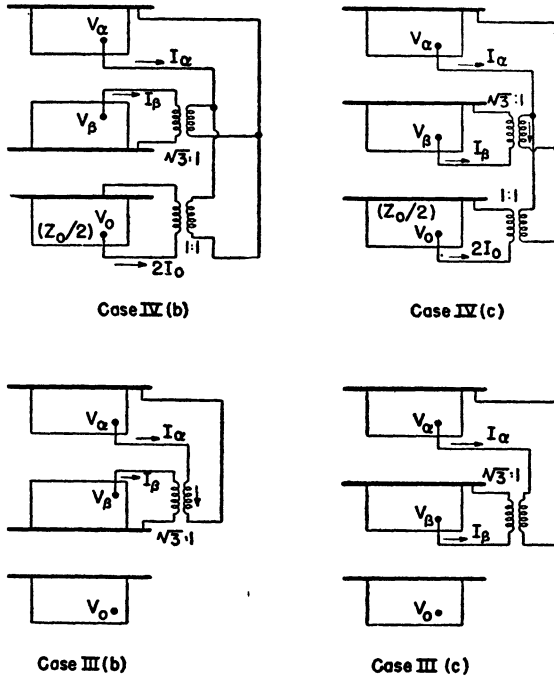 Vα
Iα
Iβ
Vβ
√3:1
(Z₀/2)
V₀
1:1
2I₀
Case IV (b)
Vα
Iα
√3:1
Vβ
Iβ
1:1
(Z₀/2)
V₀
2I₀
Case IV (c)
Vα
Iα
Iβ
Vβ
√3:1
V₀
Case III (b)
Vα
Iα
√3:1
Vβ
Iβ
V₀
Case III (c)